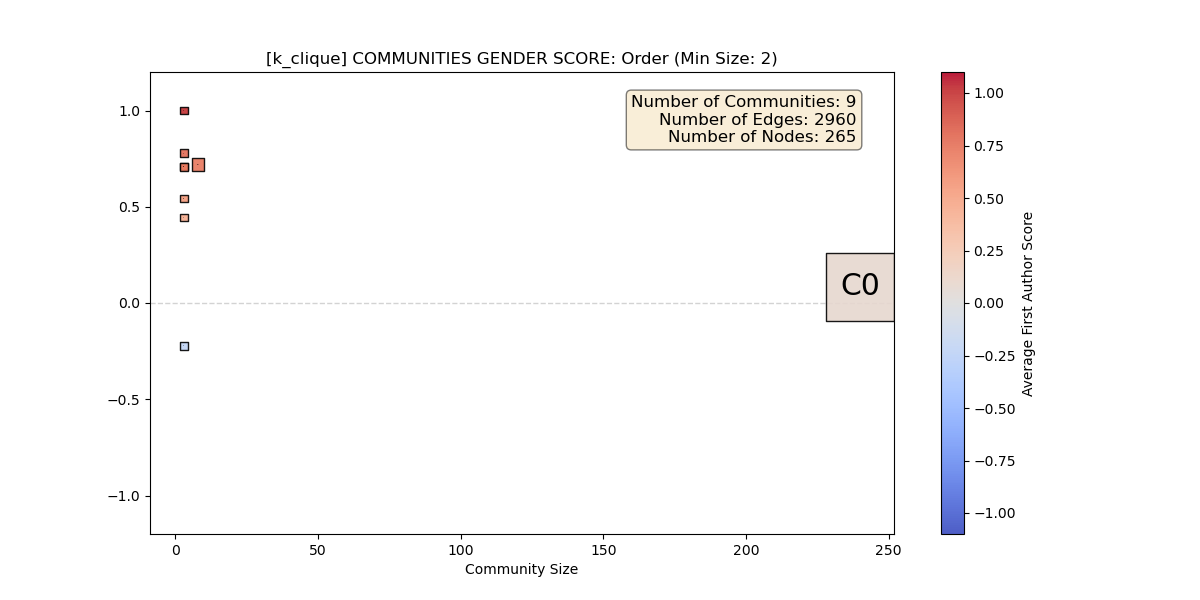 [k_clique] COMMUNITIES GENDER SCORE: Order (Min Size: 2)
Number of Communities: 9
Number of Edges: 2960
Number of Nodes: 265
1.0
0.5
0.0
−0.5
−1.0
C0
0
50
100
150
200
250
Community Size
1.00
0.75
0.50
0.25
0.00
−0.25
−0.50
−0.75
−1.00
Average First Author Score